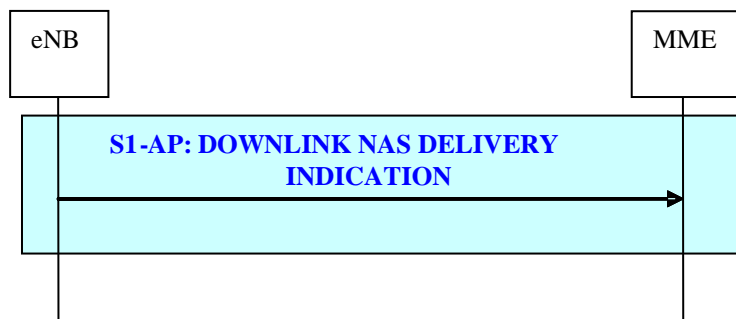 eNB
MME
S1-AP: DOWNLINK NAS DELIVERY
INDICATION